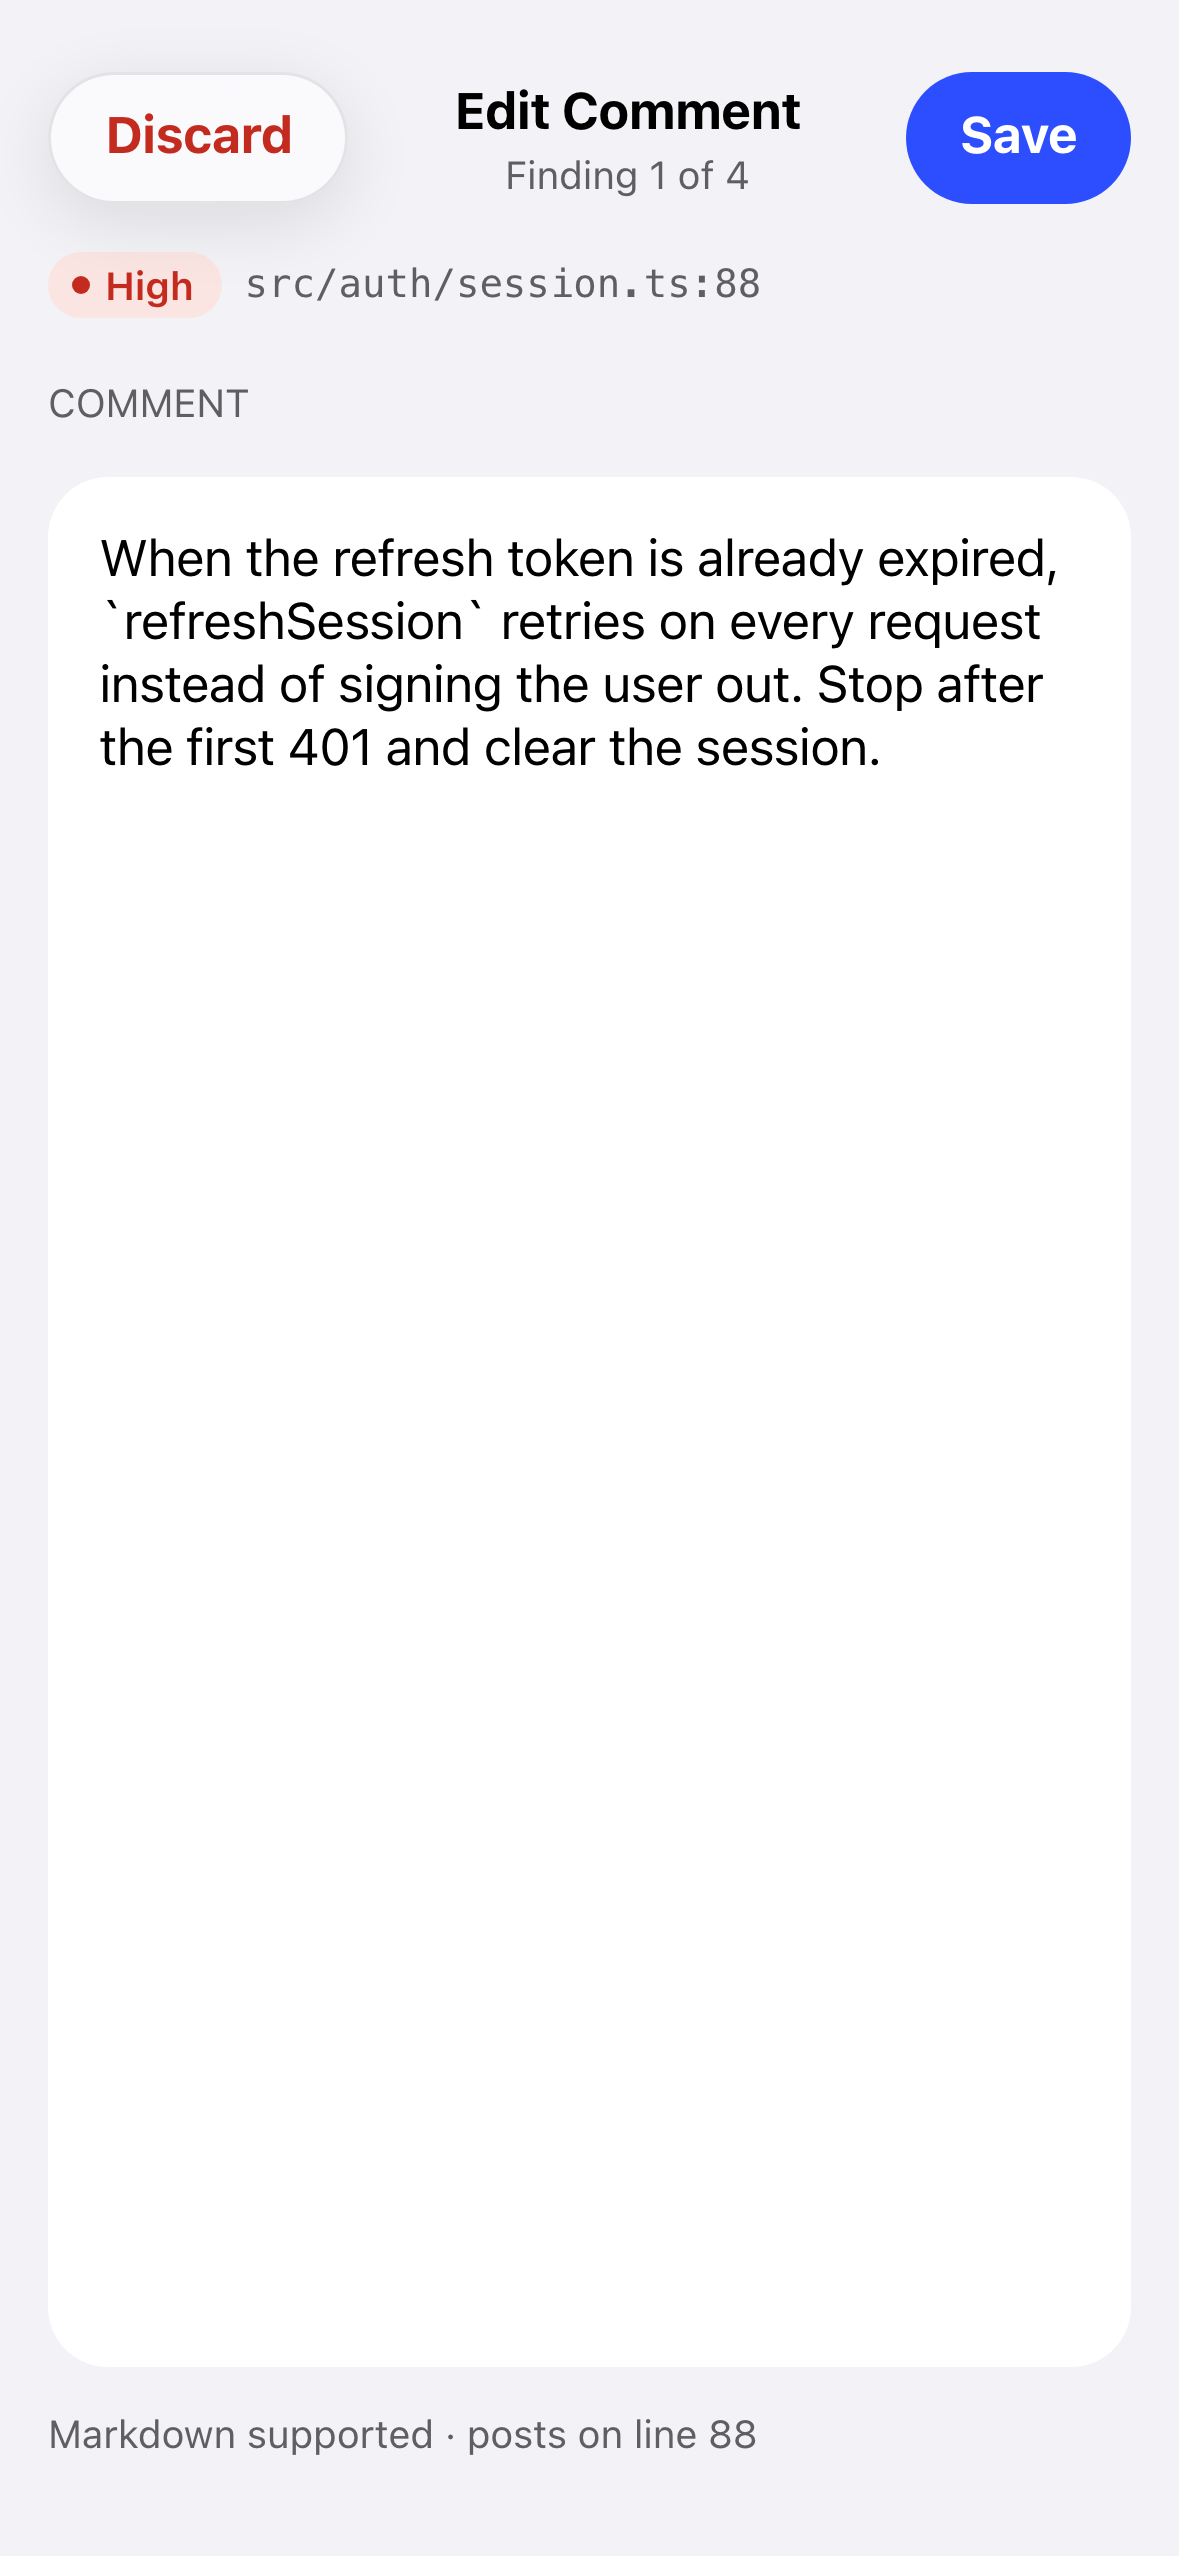 Discard
Edit Comment
Finding 1 of 4
Save
High
src/auth/session.ts:88
COMMENT
When the refresh token is already expired,
`refreshSession` retries on every request
instead of signing the user out. Stop after
the first 401 and clear the session.
Markdown supported · posts on line 88